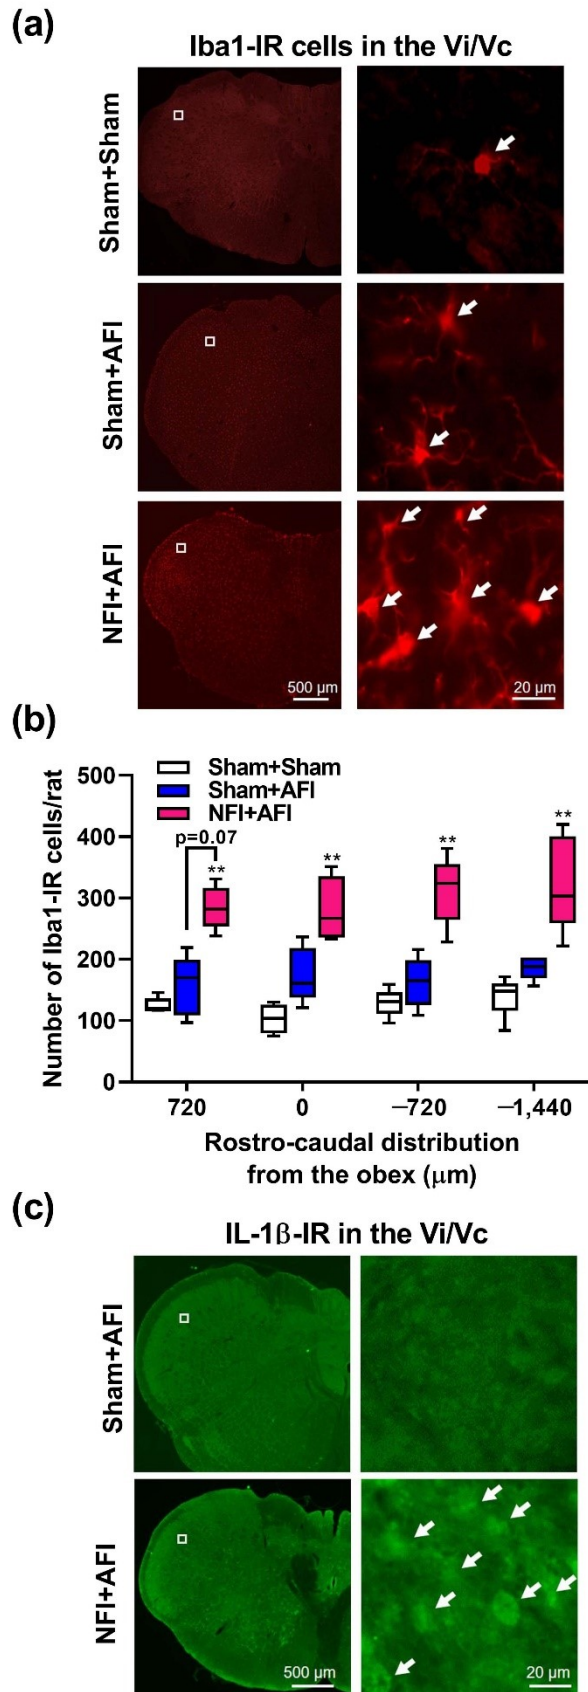 (a)
Iba1-IR cells in the Vi/Vc
Sham+Sham
Sham+AFI
NFI+AFI
500 µm
20 µm
(b)
Number of Iba1-IR cells/rat
500
400
300
200
100
0
Sham+Sham
Sham+AFI
NFI+AFI
p=0.07
**
**
**
**
720
0
−720
−1,440
Rostro-caudal distribution
from the obex (µm)
(c)
IL-1ß-IR in the Vi/Vc
Sham+AFI
NFI+AFI
500 µm
20 µm